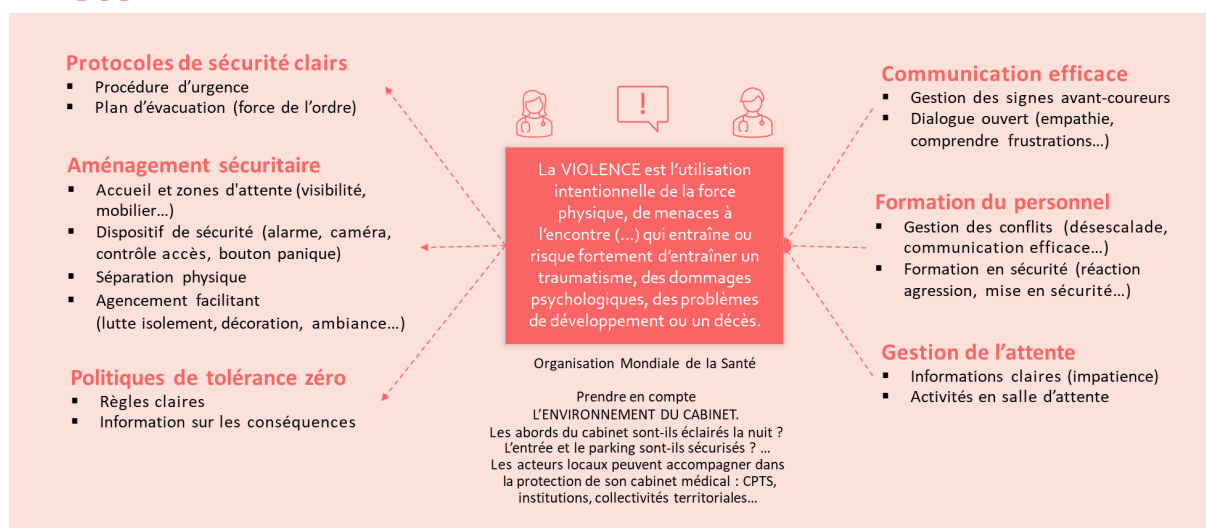 Protocoles de sécurité clairs
▪ Procédure d'urgence
▪ Plan d'évacuation (force de l'ordre)
Aménagement sécuritaire
▪ Accueil et zones d'attente (visibilité,
mobilier…)
▪ Dispositif de sécurité (alarme, caméra,
contrôle accès, bouton panique)
▪ Séparation physique
▪ Agencement facilitant
(lutte isolement, décoration, ambiance…)
Politiques de tolérance zéro
▪ Règles claires
▪ Information sur les conséquences
!
La VIOLENCE est l'utilisation
intentionnelle de la force
physique, de menaces à
l'encontre (…) qui entraîne ou
risque fortement d'entraîner un
traumatisme, des dommages
psychologiques, des problèmes
de développement ou un décès.
Organisation Mondiale de la Santé
Prendre en compte
L'ENVIRONNEMENT DU CABINET.
Les abords du cabinet sont-ils éclairés la nuit ?
L'entrée et le parking sont-ils sécurisés ? …
Les acteurs locaux peuvent accompagner dans
la protection de son cabinet médical : CPTS,
institutions, collectivités territoriales…
Communication efficace
▪ Gestion des signes avant-coureurs
▪ Dialogue ouvert (empathie,
comprendre frustrations…)
Formation du personnel
▪ Gestion des conflits (désescalade,
communication efficace…)
▪ Formation en sécurité (réaction
agression, mise en sécurité…)
Gestion de l'attente
▪ Informations claires (impatience)
▪ Activités en salle d'attente